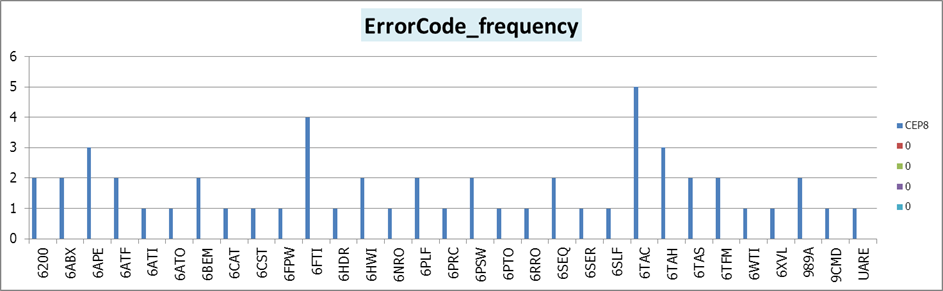 ErrorCode_frequency
6
5
4
3
2
1
0
6200
6ABX
6APE
6ATF
6ATI
6ATO
6BEM
6CAT
6CST
6FPW
6FTI
6HDR
6HWI
6NRO
6PLF
6PRC
6PSW
6PTO
6RRO
6SEQ
6SER
6SLF
6TAC
6TAH
6TAS
6TFM
6WTI
6XVL
989A
9CMD
UARE
CEP8
0
0
0
0